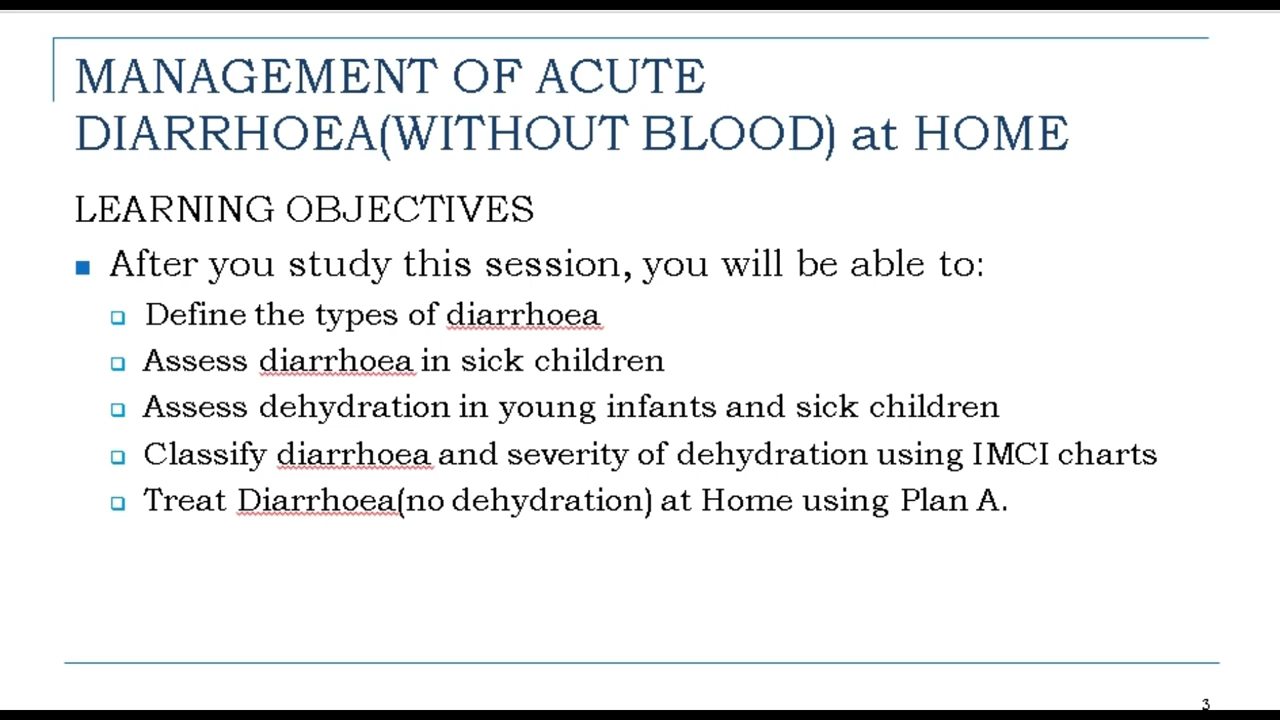 MANAGEMENT OF ACUTE
DIARRHOEA(WITHOUT BLOOD) at HOME
LEARNING OBJECTIVES
After you study this session, you will be able to:
Define the types of diarrhoea
Assess diarrhoea in sick children
Assess dehydration in young infants and sick children
Classify diarrhoea and severity of dehydration using IMCI charts
Treat Diarrhoea(no dehydration) at Home using Plan A.
3